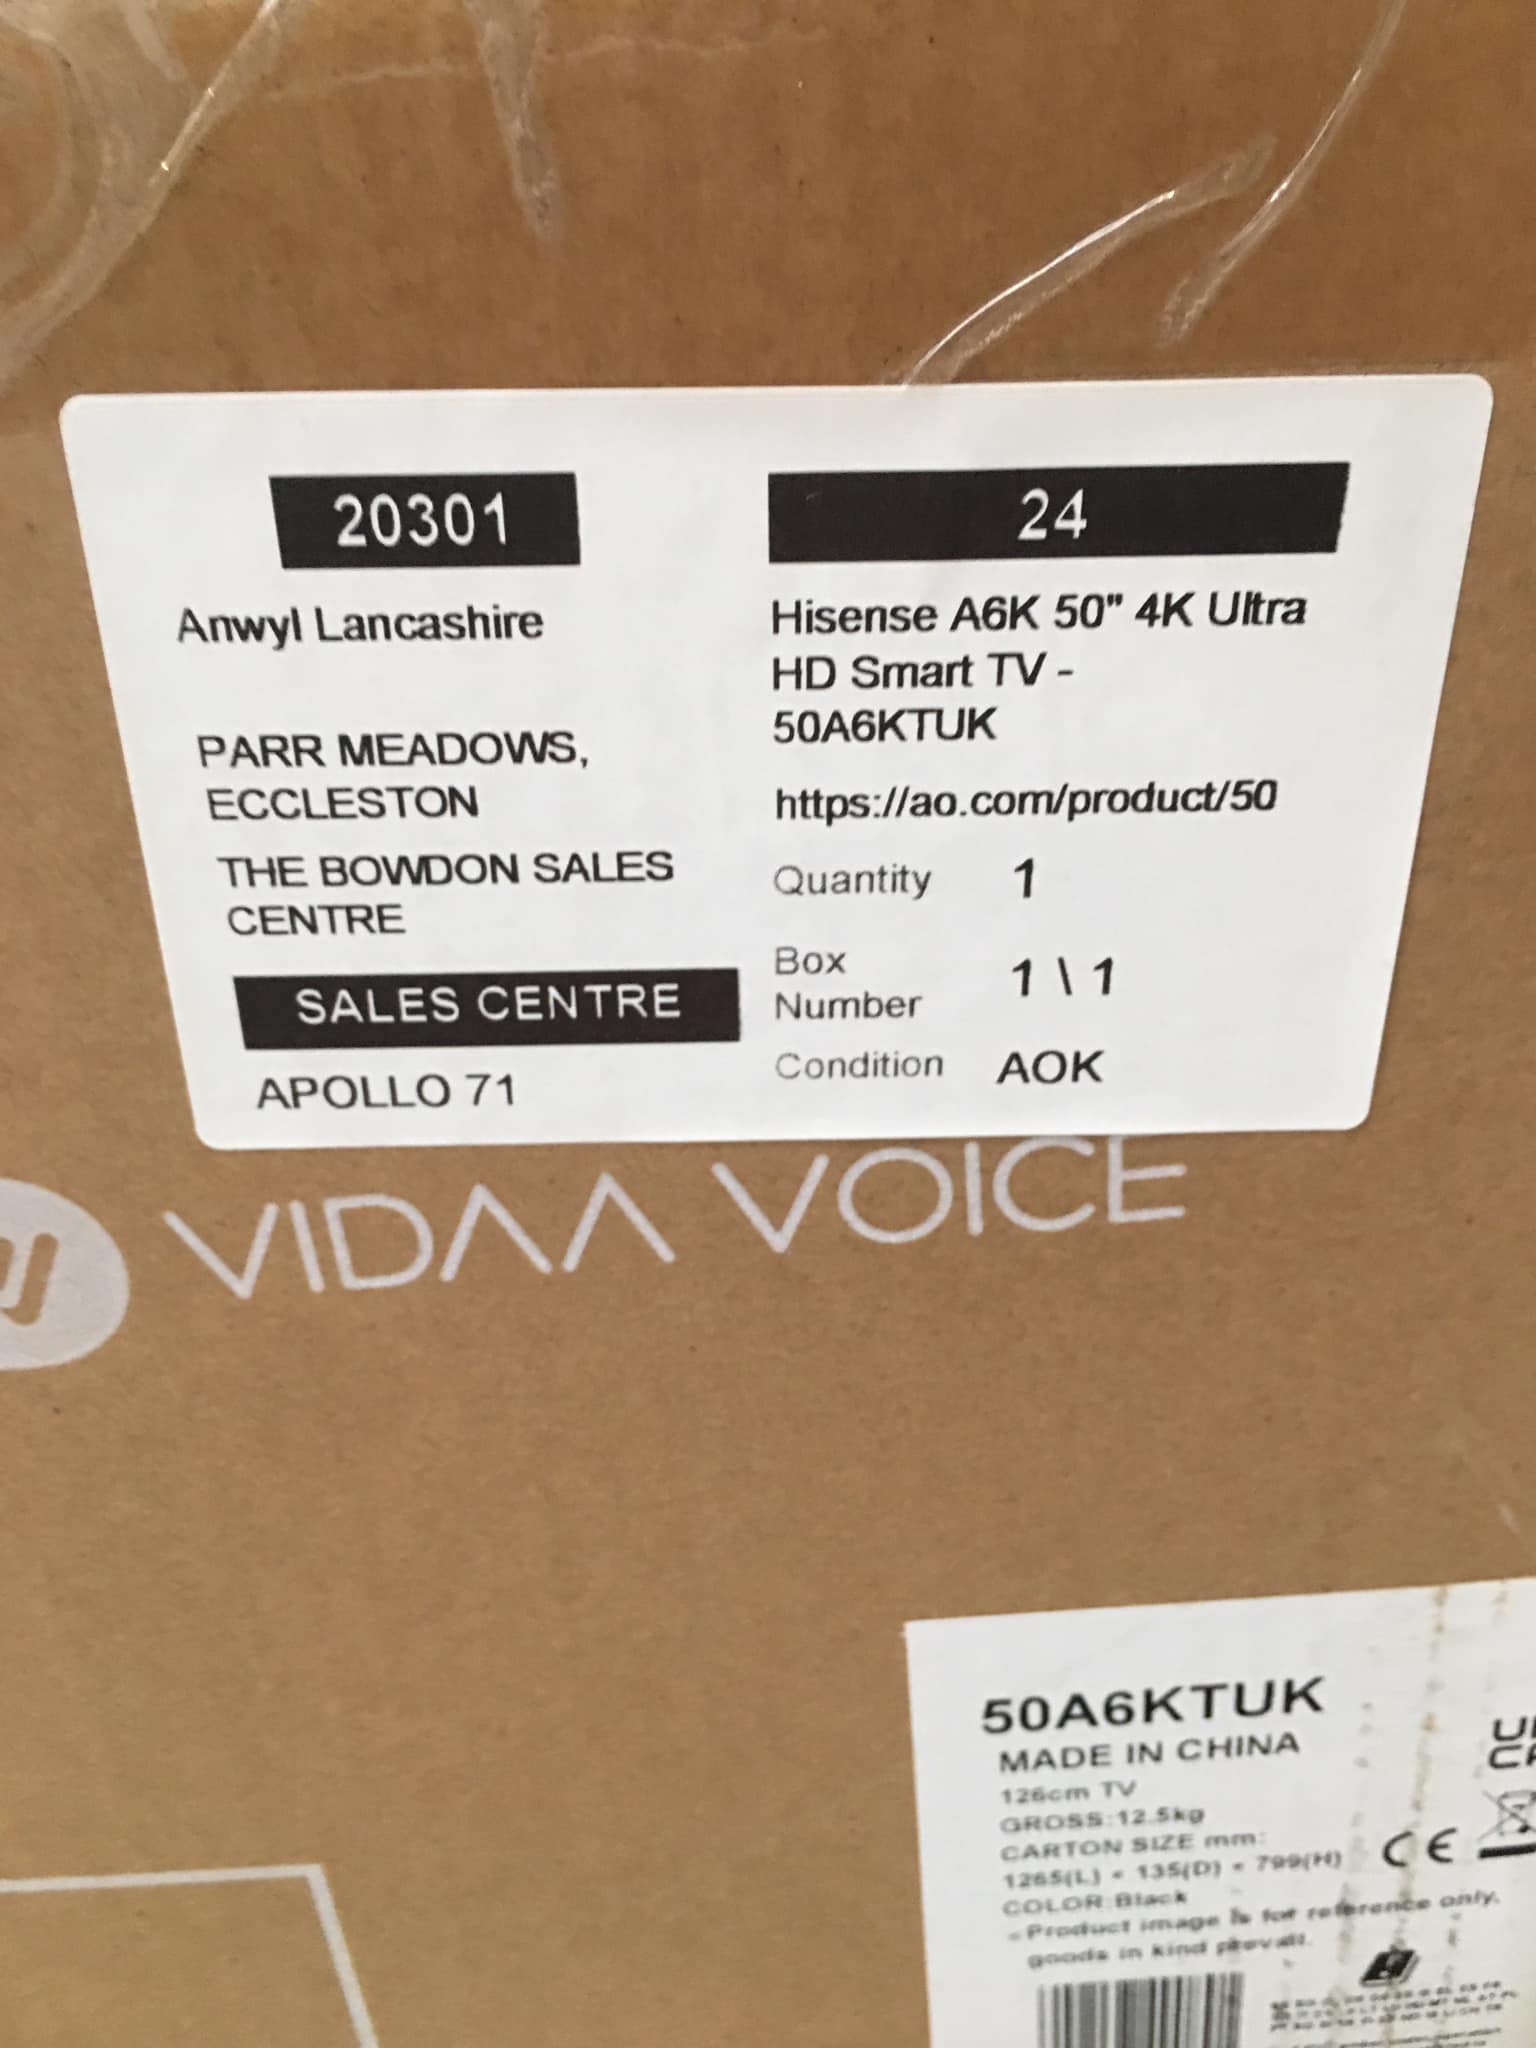 20301
Anwyl Lancashire
PARR MEADOWS,
ECCLESTON
THE BOWDON SALES
CENTRE
SALES CENTRE
APOLLO 71
24
Hisense A6K 50" 4K Ultra
HD Smart TV -
50A6KTUK
https://ao.com/product/50
Quantity 1
Box
Number 1 \ 1
Condition AOK
VIDAA VOICE
50A6KTUK
MADE IN CHINA
126cm TV
GROSS:12.5kg
CARTON SIZE mm:
1265(L) × 135(D) × 799(H)
COLOR:Black
Product image is for reference only,
goods in kind prevail.
CE